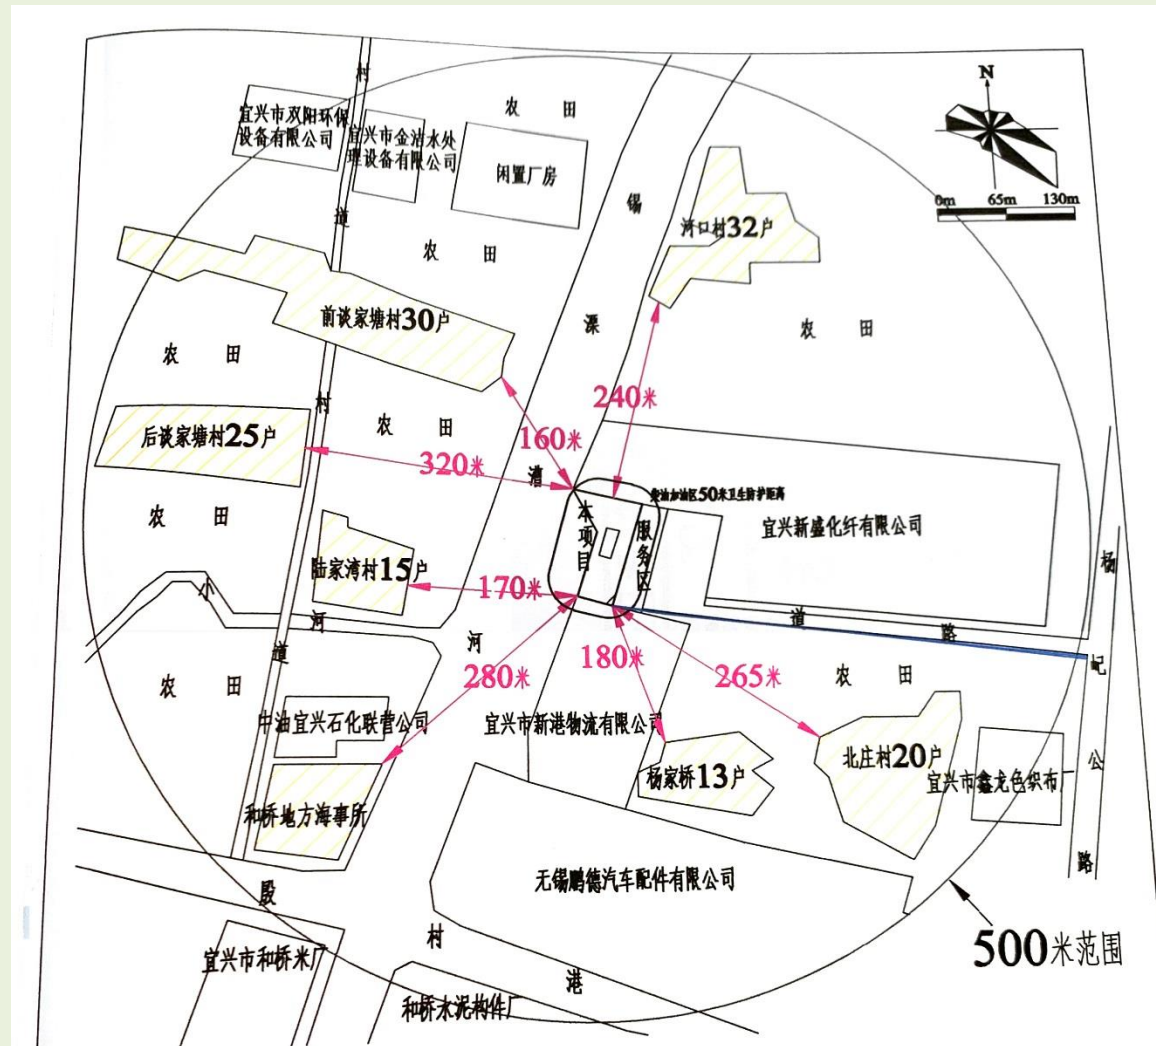 村
宜兴市双阳环保
设备有限公司
宜兴市金洁水处
理设备有限公司
农 田
闲置厂房
N
0m 65m 130m
锡
道
河口村32户
农 田
前谈家塘村30户
溧
农 田
农 田
村
240米
农 田
后谈家塘村25户
160米
320米
漕
柴油加油区50米卫生防护距离
本项目
服务区
宜兴新盛化纤有限公司
农 田
杨
陆家湾村15户
170米
小
河
道
河
道 路
180米
265米
280米
农 田
农 田
屺
中油宜兴石化联营公司
宜兴市新港物流有限公司
北庄村20户
公
杨家桥13户
宜兴市鑫龙色织布厂
和桥地方海事所
路
无锡鹏德汽车配件有限公司
殷
村
港
500米范围
宜兴市和桥米厂
和桥水泥构件厂